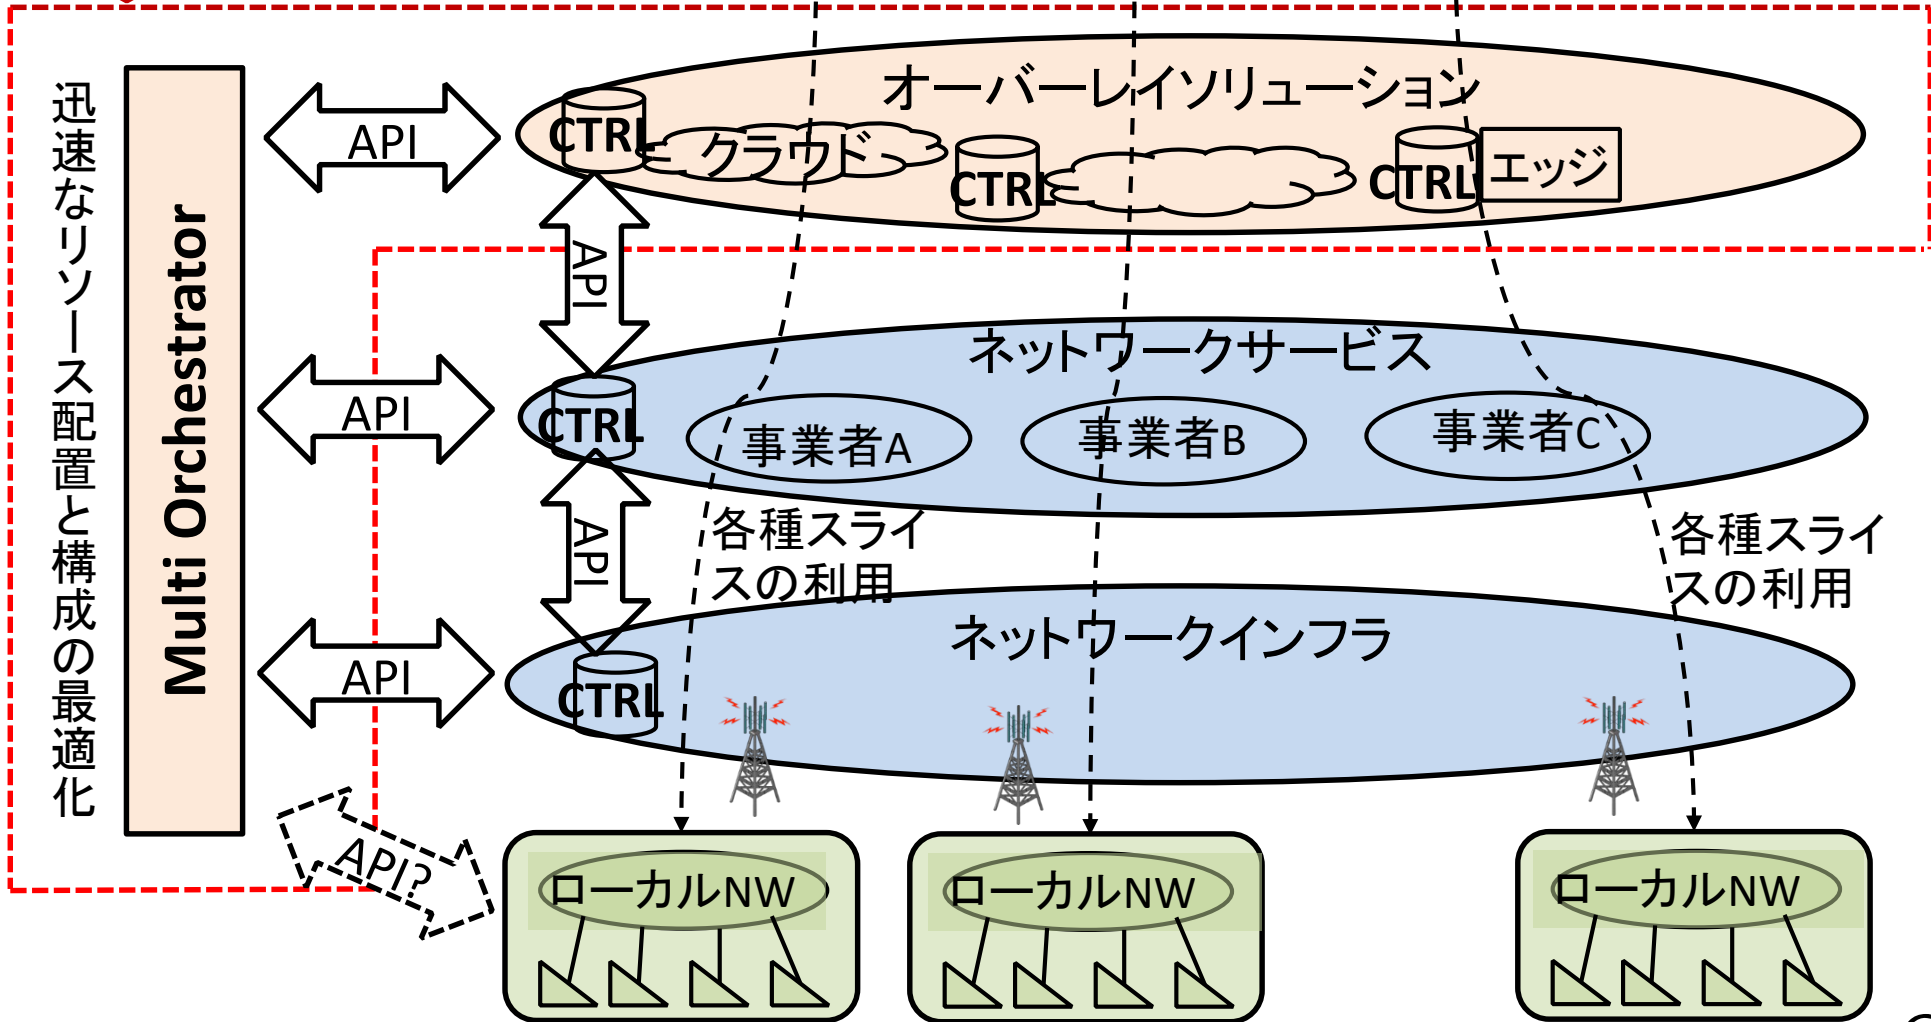 迅速なリソース配置と構成の最適化
Multi Orchestrator
API
オーバーレイソリューション
CTRL
クラウド
CTRL
CTRL
エッジ
API
API
ネットワークサービス
CTRL
事業者A
事業者B
事業者C
API
各種スライ
スの利用
各種スライ
スの利用
API
ネットワークインフラ
CTRL
API?
ローカルNW
ローカルNW
ローカルNW